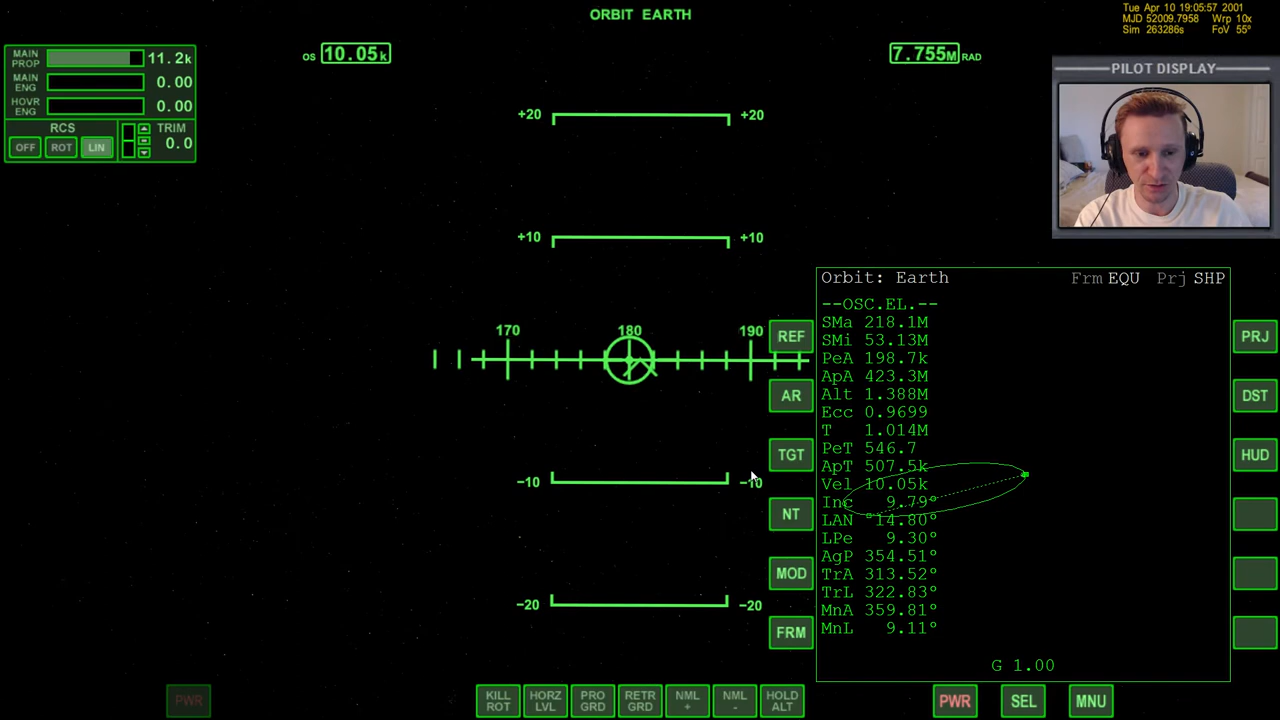 ORBIT EARTH
Tue Apr 10 19:05:57 2001
MJD 52009.7958 Wrp 10x
Sim 263286s FoV 55°
MAIN PROP 11.2k
MAIN ENG 0.00
HOVR ENG 0.00
RCS TRIM
OFF ROT LIN 0.0
OS 10.05k
7.755M RAD
PILOT DISPLAY
+20 +20
+10 +10
170 180 190
-10 -10
-20 -20
REF
AR
TGT
NT
MOD
FRM
Orbit: Earth Frm EQU Prj SHP
--OSC.EL.--
SMa 218.1M
SMi 53.13M
PeA 198.7k
ApA 423.3M
Alt 1.388M
Ecc 0.9699
T 1.014M
PeT 546.7
ApT 507.5k
Vel 10.05k
Inc 9.79°
LAN 14.80°
LPe 9.30°
AgP 354.51°
TrA 313.52°
TrL 322.83°
MnA 359.81°
MnL 9.11°
G 1.00
PRJ
DST
HUD
PWR
KILL ROT
HORZ LVL
PRO GRD
RETR GRD
NML +
NML -
HOLD ALT
PWR
SEL
MNU